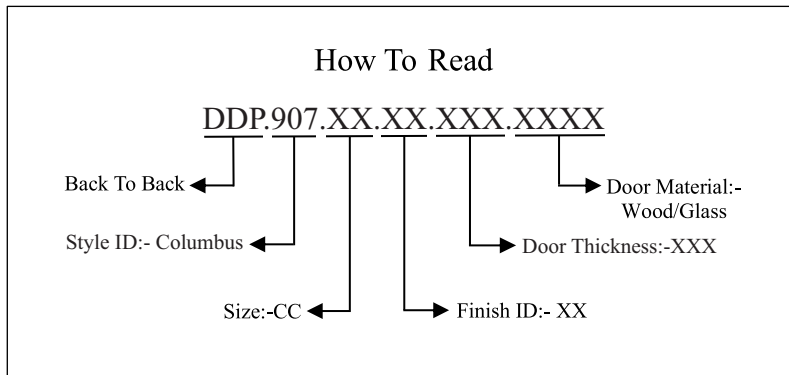 How To Read
DDP.907.XX.XX.XXX.XXXX
Back To Back
Door Material:-
Wood/Glass
Style ID:- Columbus
Door Thickness:-XXX
Size:-CC
Finish ID:- XX